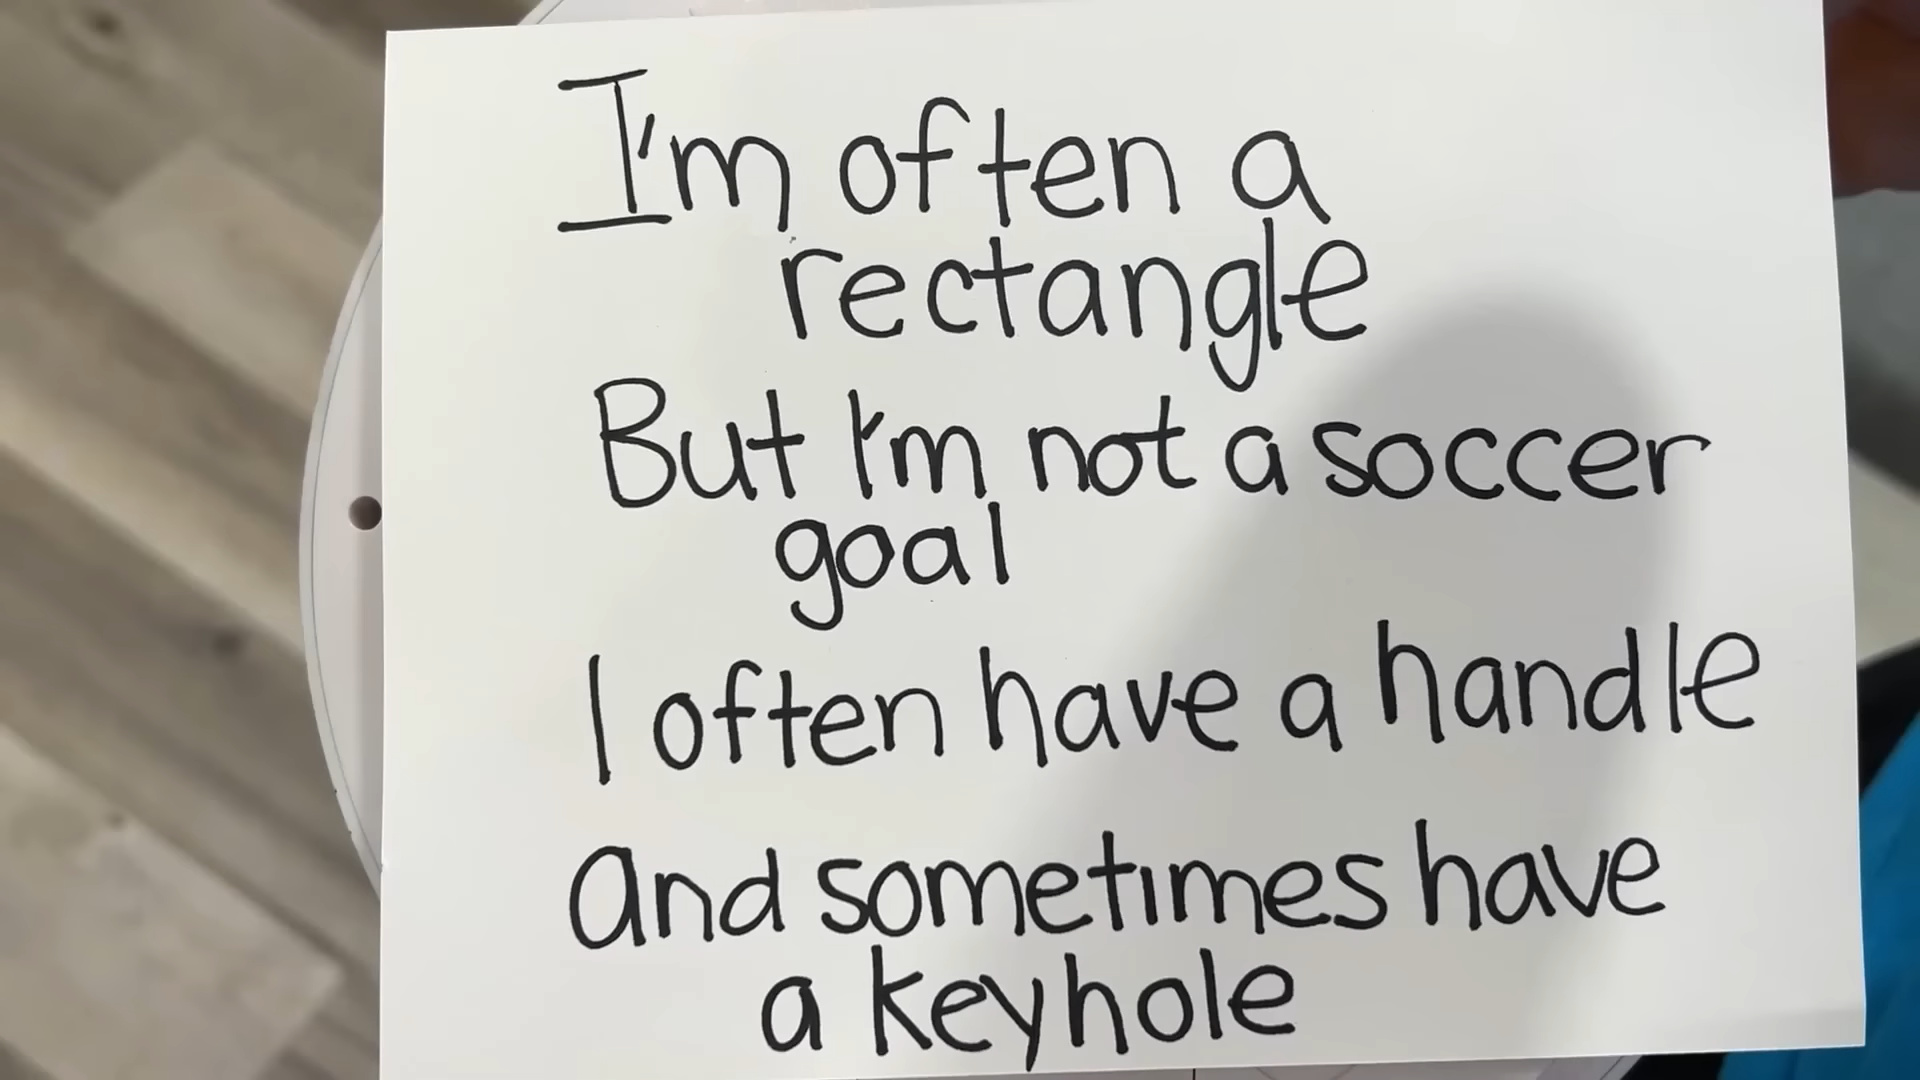 I'm often a
rectangle
But I'm not a soccer
goal
I often have a handle
And sometimes have
a keyhole